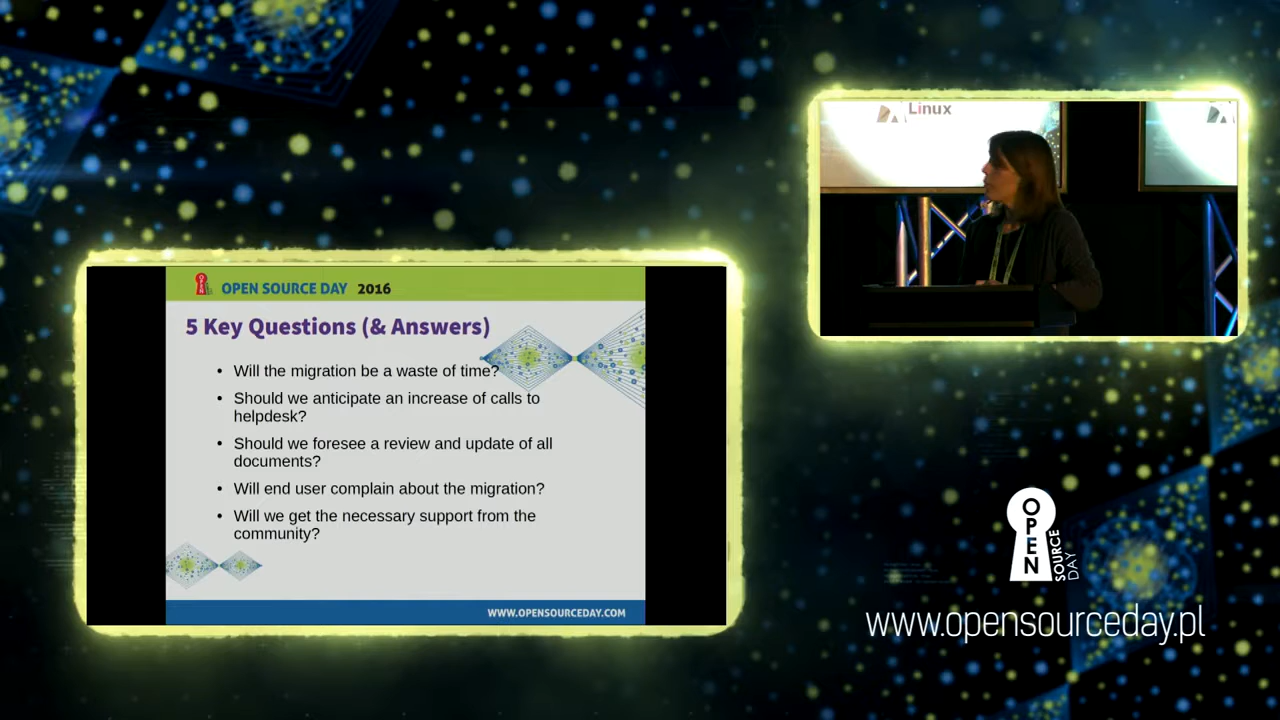 Linux
OPEN SOURCE DAY 2016
5 Key Questions (& Answers)
• Will the migration be a waste of time?
• Should we anticipate an increase of calls to
helpdesk?
• Should we foresee a review and update of all
documents?
• Will end user complain about the migration?
• Will we get the necessary support from the
community?
WWW.OPENSOURCEDAY.COM
OPEN
SOURCE
DAY
www.opensourceday.pl